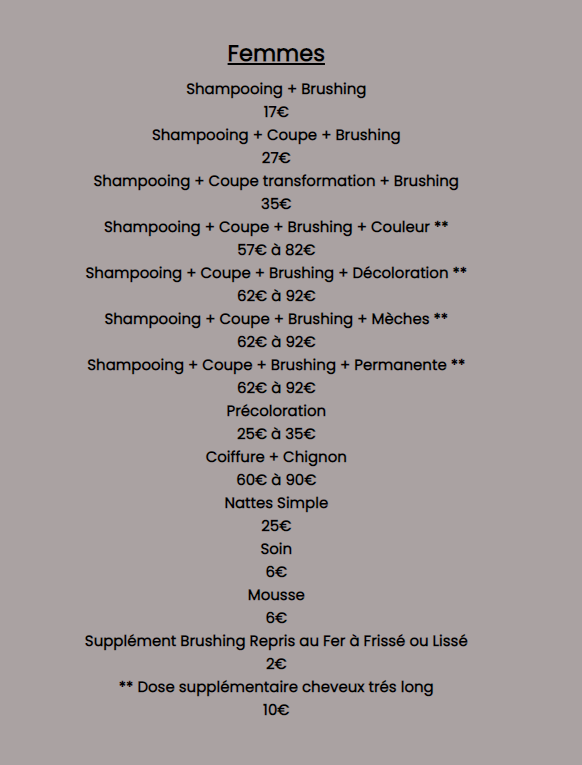 Femmes
Shampooing + Brushing
17€
Shampooing + Coupe + Brushing
27€
Shampooing + Coupe transformation + Brushing
35€
Shampooing + Coupe + Brushing + Couleur **
57€ à 82€
Shampooing + Coupe + Brushing + Décoloration **
62€ à 92€
Shampooing + Coupe + Brushing + Mèches **
62€ à 92€
Shampooing + Coupe + Brushing + Permanente **
62€ à 92€
Précoloration
25€ à 35€
Coiffure + Chignon
60€ à 90€
Nattes Simple
25€
Soin
6€
Mousse
6€
Supplément Brushing Repris au Fer à Frissé ou Lissé
2€
** Dose supplémentaire cheveux trés long
10€